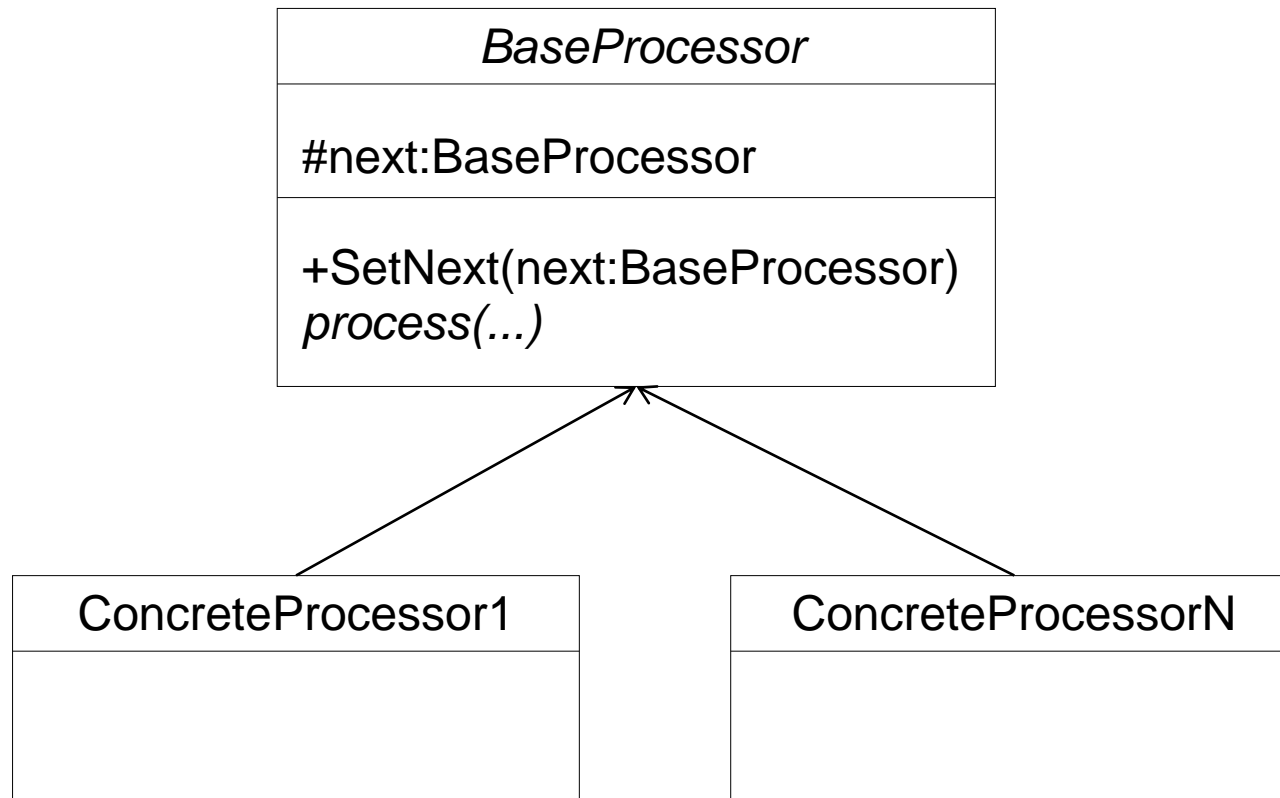 BaseProcessor
#next:BaseProcessor
+SetNext(next:BaseProcessor)
process(...)
ConcreteProcessor1
ConcreteProcessorN